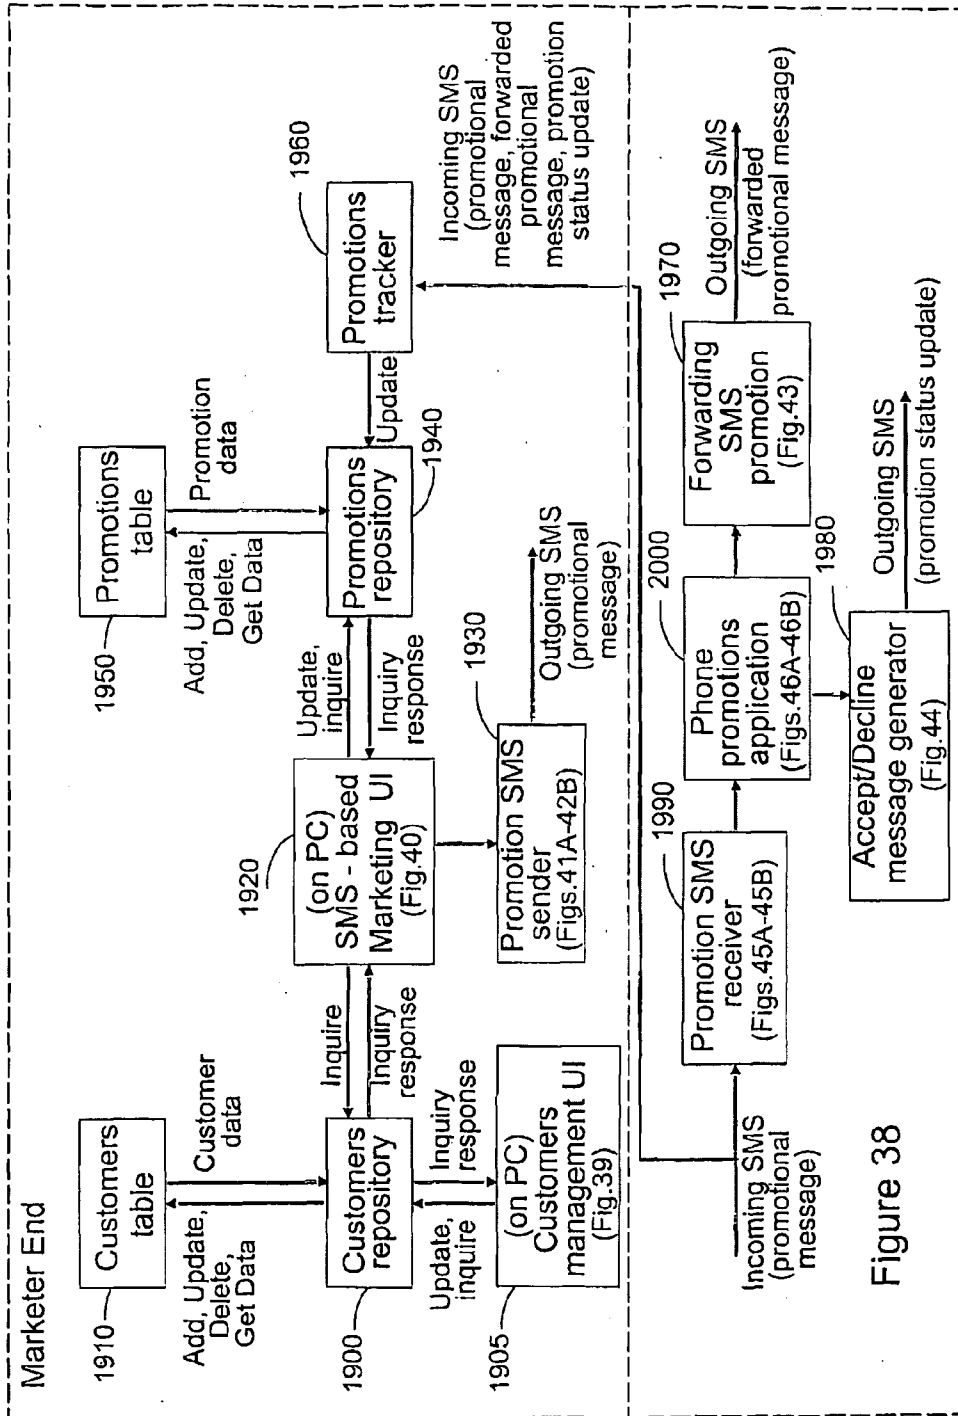 Marketer End
1910
Customers
table
Add, Update,
Delete,
Get Data
Customer
data
1900
Customers
repository
Inquire
Inquiry
response
Update,
inquire
Inquiry
response
1905
(on PC)
Customers
management UI
(Fig.39)
1920
(on PC)
SMS - based
Marketing UI
(Fig.40)
Update,
inquire
Inquiry
response
1930
Promotion SMS
sender
(Figs.41A-42B)
Outgoing SMS
(promotional
message)
1950
Promotions
table
Add, Update,
Delete,
Get Data
Promotion
data
Promotions
repository
1940
Update
1960
Promotions
tracker
Incoming SMS
(promotional
message, forwarded
promotional
message, promotion
status update)
Incoming SMS
(promotional
message)
1990
Promotion SMS
receiver
(Figs.45A-45B)
2000
Phone
promotions
application
(Figs.46A-46B)
1970
Forwarding
SMS
promotion
(Fig.43)
Outgoing SMS
(forwarded
promotional message)
1980
Accept/Decline
message generator
(Fig.44)
Outgoing SMS
(promotion status update)
Figure 38